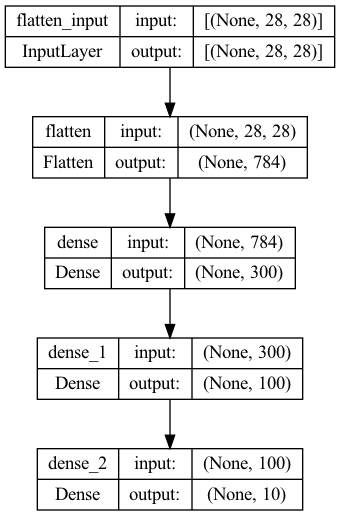 flatten_input input: [(None, 28, 28)]
InputLayer output: [(None, 28, 28)]
flatten input: (None, 28, 28)
Flatten output: (None, 784)
dense input: (None, 784)
Dense output: (None, 300)
dense_1 input: (None, 300)
Dense output: (None, 100)
dense_2 input: (None, 100)
Dense output: (None, 10)